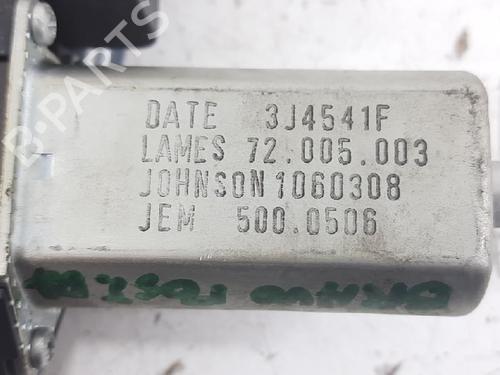 DATE 3J4541F
LAMES 72.005.003
JOHNSON 1060308
JEM 500.0506
B-PARTS